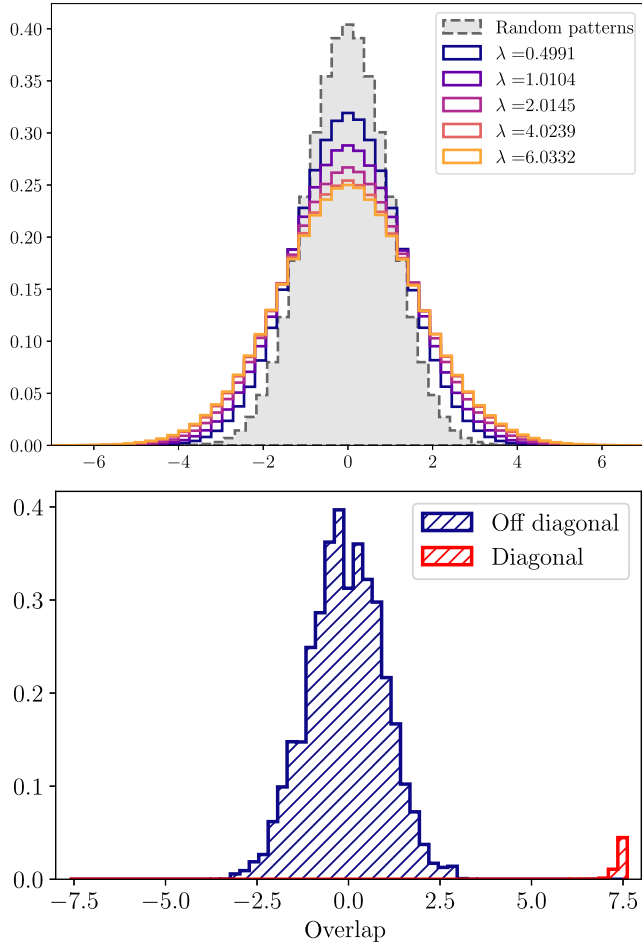 0.40
0.35
0.30
0.25
0.20
0.15
0.10
0.05
0.00
−6 −4 −2 0 2 4 6
Random patterns
λ =0.4991
λ =1.0104
λ =2.0145
λ =4.0239
λ =6.0332
0.4
0.3
0.2
0.1
0.0
−7.5 −5.0 −2.5 0.0 2.5 5.0 7.5
Overlap
Off diagonal
Diagonal